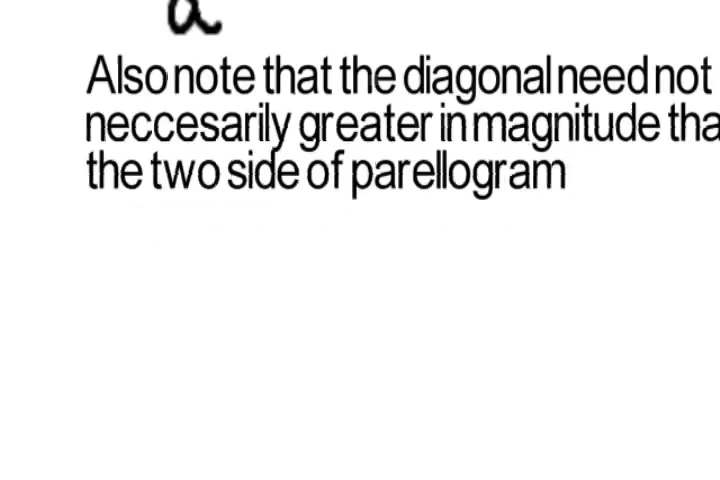 a
Also note that the diagonal need not
neccesarily greater in magnitude tha
the two side of parellogram